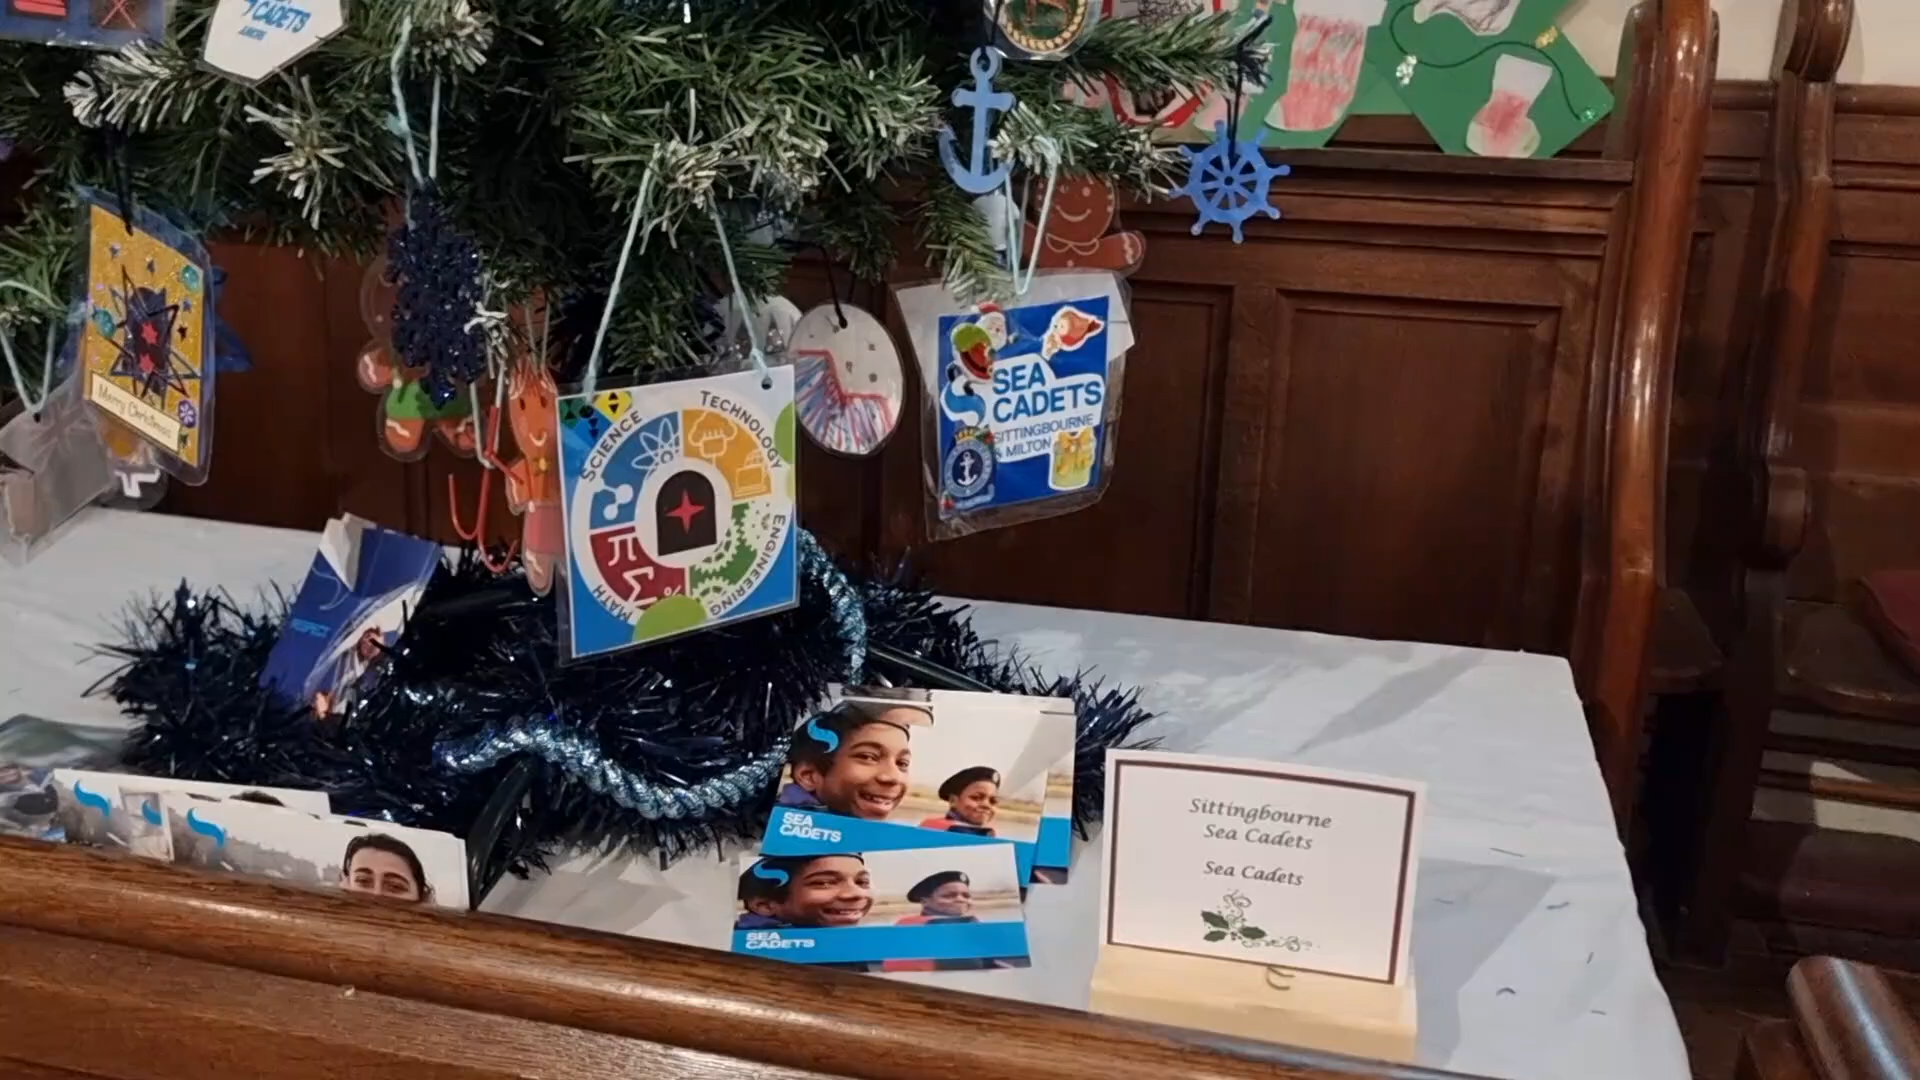 CADETS
Merry Christmas
SCIENCE
TECHNOLOGY
ENGINEERING
MATH
SEA
CADETS
SITTINGBOURNE
& MILTON
RESPECT
SEA
CADETS
SEA
CADETS
Sittingbourne
Sea Cadets
Sea Cadets